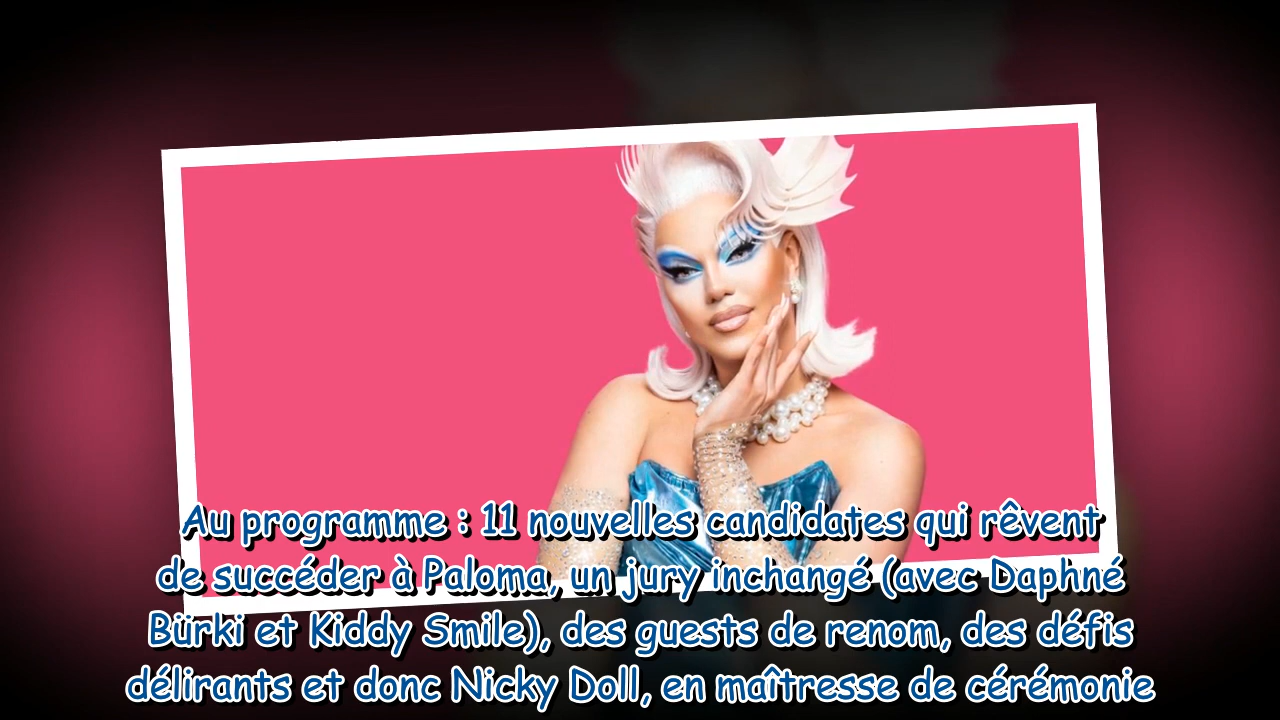 Au programme : 11 nouvelles candidates qui rêvent
de succéder à Paloma, un jury inchangé (avec Daphné
Bürki et Kiddy Smile), des guests de renom, des défis
délirants et donc Nicky Doll, en maîtresse de cérémonie